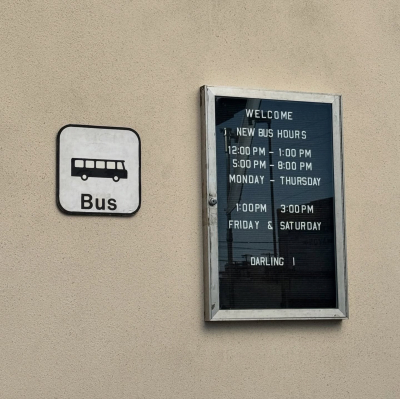 Bus
WELCOME
NEW BUS HOURS
12:00 PM - 1:00 PM
5:00 PM - 8:00 PM
MONDAY - THURSDAY
1:00PM 3:00PM
FRIDAY & SATURDAY
DARLING 1